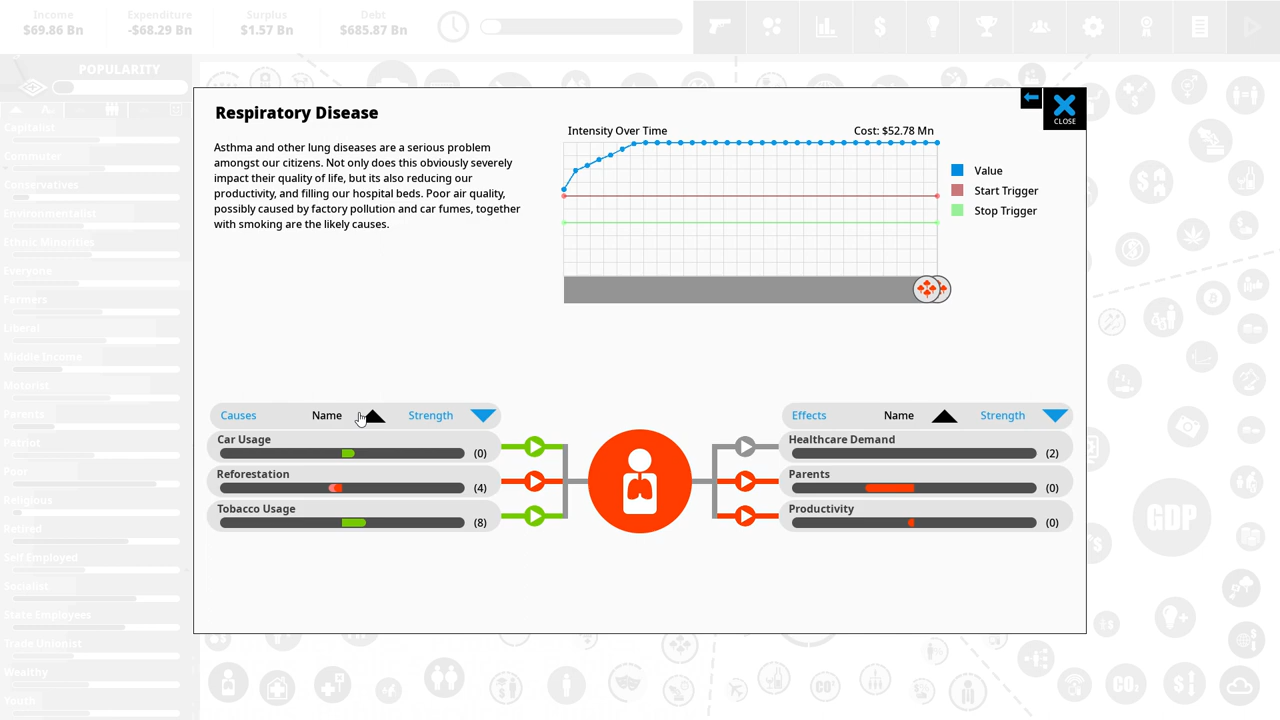 Income
Expenditure
Surplus
Debt
$69.86 Bn
-$68.29 Bn
$1.57 Bn
$685.87 Bn
POPULARITY
Capitalist
Commuter
Conservatives
Environmentalist
Ethnic Minorities
Everyone
Farmers
Liberal
Middle Income
Motorist
Parents
Patriot
Poor
Religious
Retired
Self Employed
Socialist
State Employees
Trade Unionist
Wealthy
Youth
Respiratory Disease
CLOSE
Asthma and other lung diseases are a serious problem
amongst our citizens. Not only does this obviously severely
impact their quality of life, but its also reducing our
productivity, and filling our hospital beds. Poor air quality,
possibly caused by factory pollution and car fumes, together
with smoking are the likely causes.
Intensity Over Time
Cost: $52.78 Mn
Value
Start Trigger
Stop Trigger
Causes
Name
Strength
Car Usage
(0)
Reforestation
(4)
Tobacco Usage
(8)
Effects
Name
Strength
Healthcare Demand
(2)
Parents
(0)
Productivity
(0)
GDP